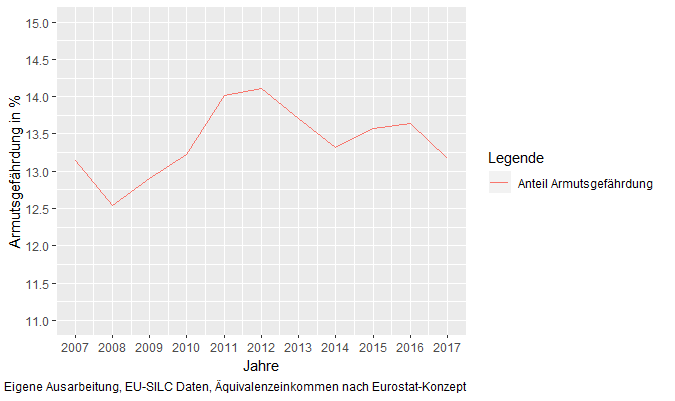 15.0
14.5
14.0
13.5
13.0
12.5
12.0
11.5
11.0
Armutsgefährdung in %
2007 2008 2009 2010 2011 2012 2013 2014 2015 2016 2017
Jahre
Legende
Anteil Armutsgefährdung
Eigene Ausarbeitung, EU-SILC Daten, Äquivalenzeinkommen nach Eurostat-Konzept